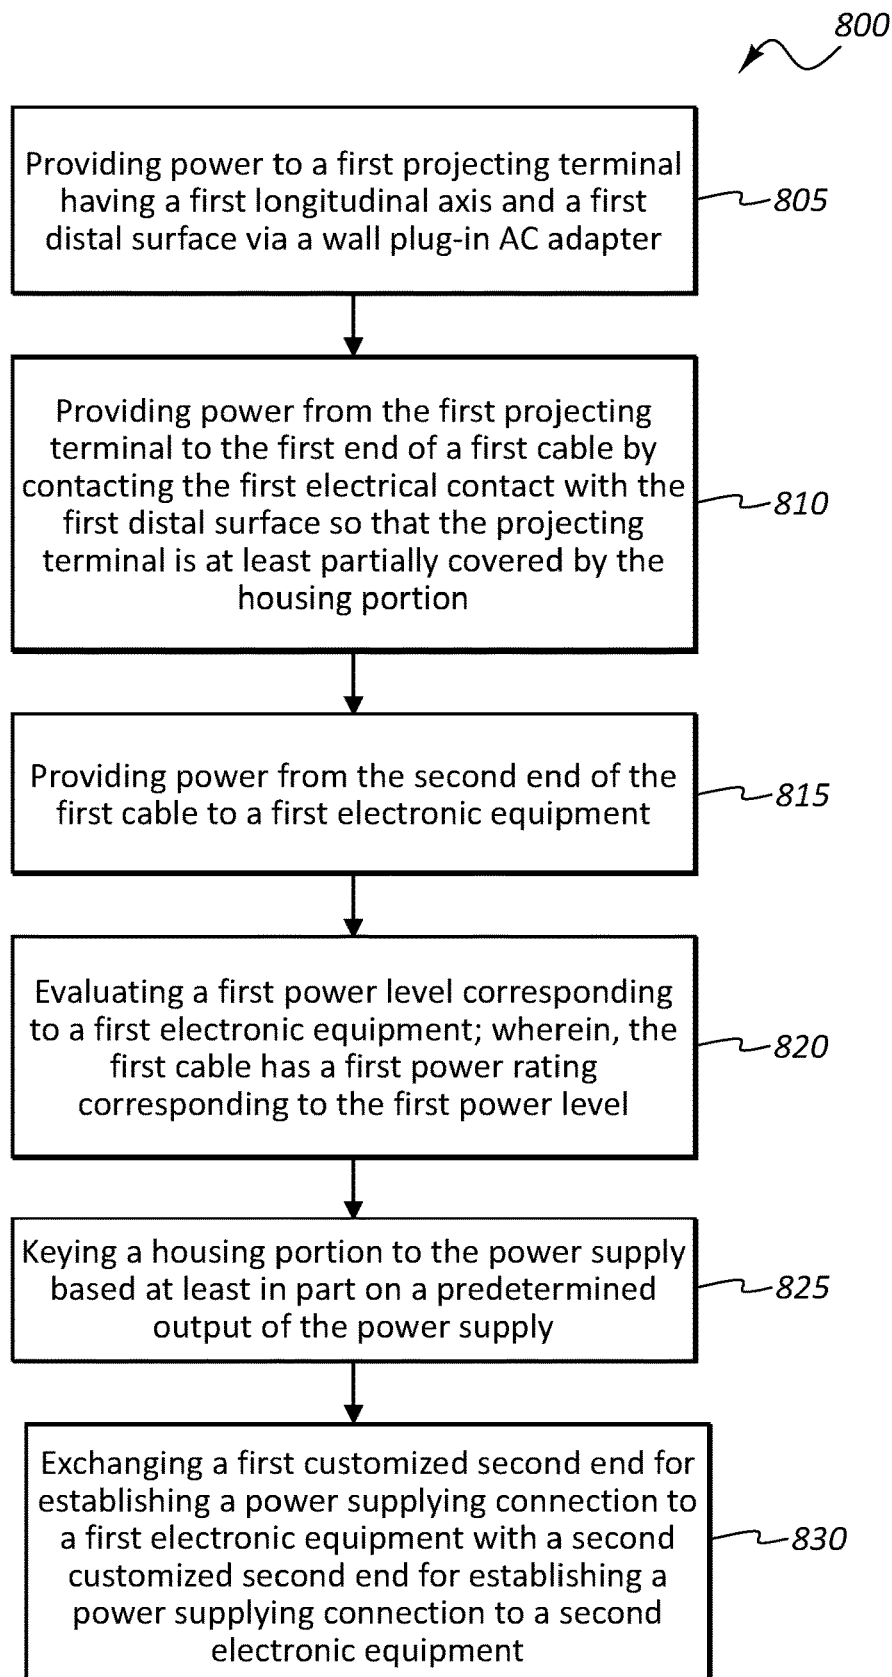 800
Providing power to a first projecting terminal
having a first longitudinal axis and a first
distal surface via a wall plug-in AC adapter
805
Providing power from the first projecting
terminal to the first end of a first cable by
contacting the first electrical contact with the
first distal surface so that the projecting
terminal is at least partially covered by the
housing portion
810
Providing power from the second end of the
first cable to a first electronic equipment
815
Evaluating a first power level corresponding
to a first electronic equipment; wherein, the
first cable has a first power rating
corresponding to the first power level
820
Keying a housing portion to the power supply
based at least in part on a predetermined
output of the power supply
825
Exchanging a first customized second end for
establishing a power supplying connection to
a first electronic equipment with a second
customized second end for establishing a
power supplying connection to a second
electronic equipment
830